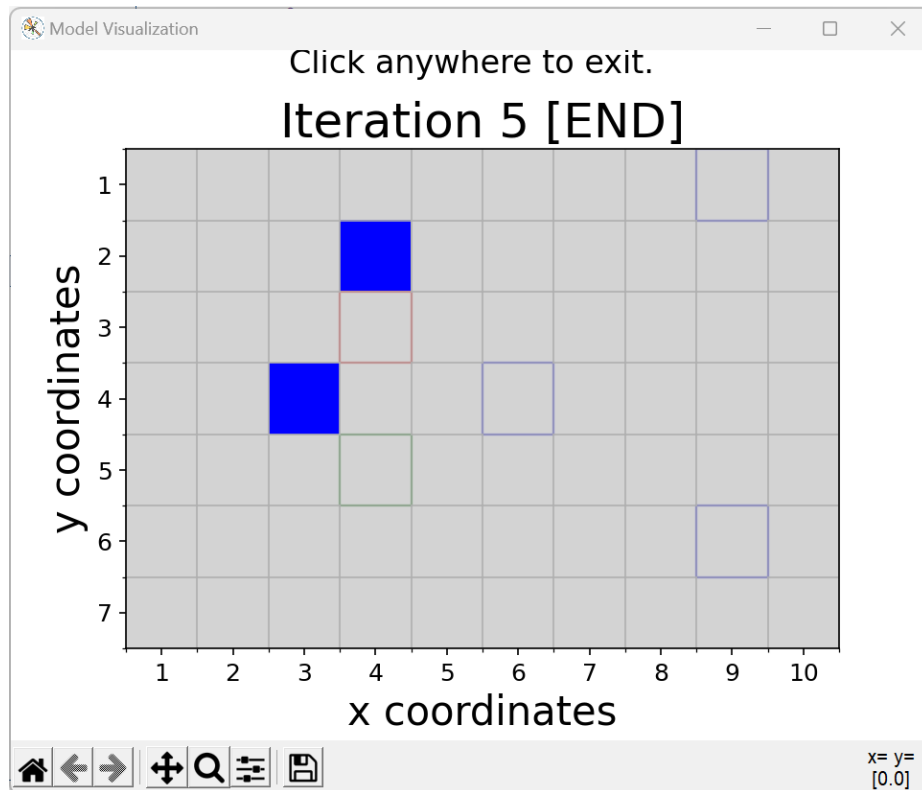 Model Visualization
Click anywhere to exit.
Iteration 5 [END]
y coordinates
1
2
3
4
5
6
7
1 2 3 4 5 6 7 8 9 10
x coordinates
x= y=
[0.0]